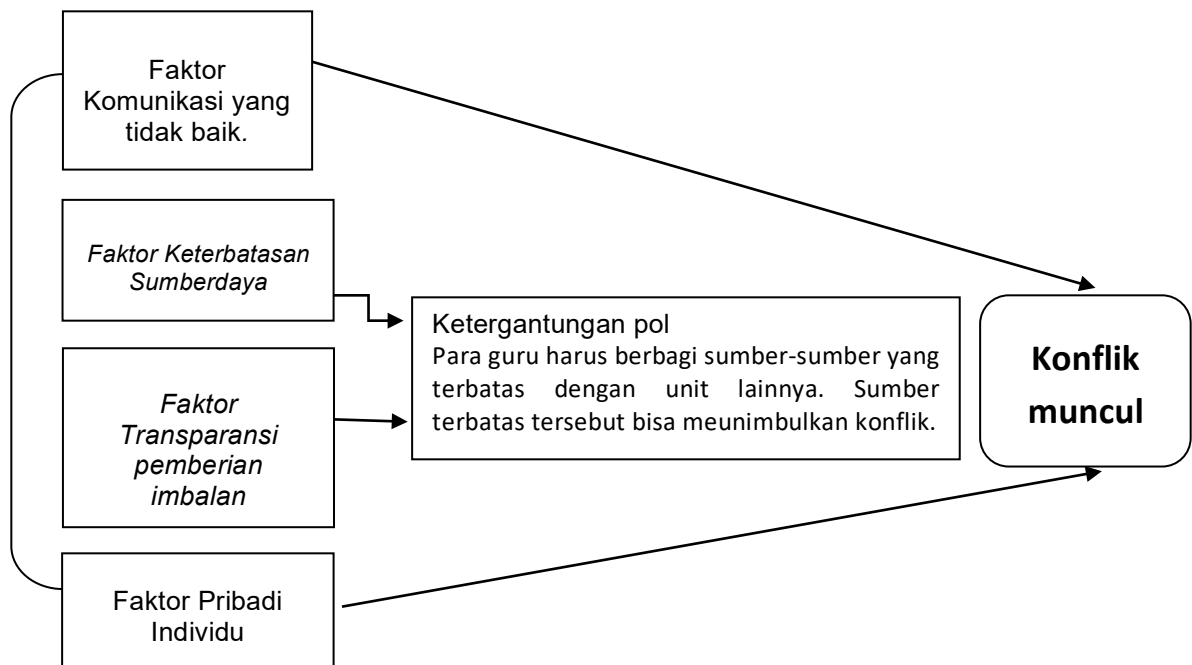 Faktor
Komunikasi yang
tidak baik.
Faktor Keterbatasan
Sumberdaya
Faktor
Transparansi
pemberian
imbalan
Faktor Pribadi
Individu
Ketergantungan pol
Para guru harus berbagi sumber-sumber yang
terbatas dengan unit lainnya. Sumber
terbatas tersebut bisa meunimbulkan konflik.
Konflik
muncul